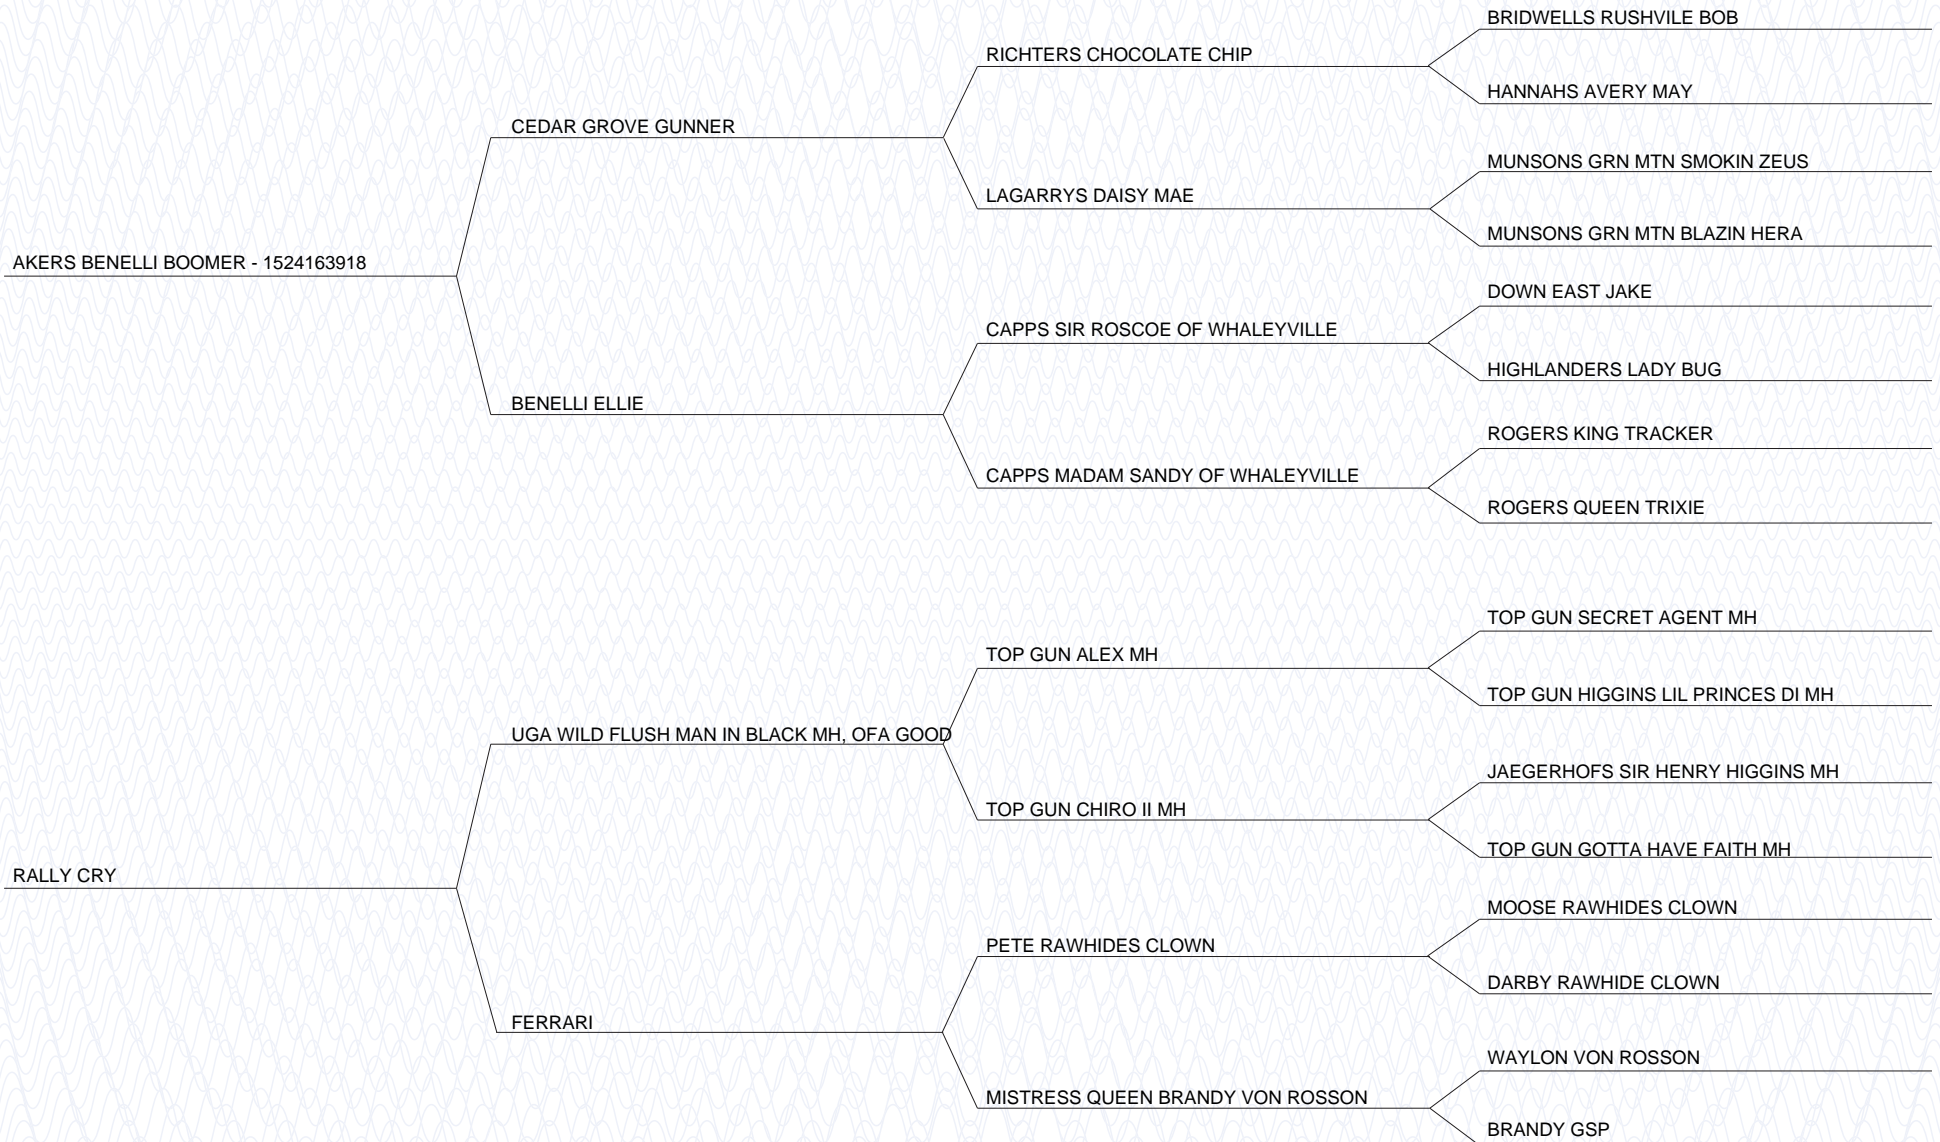 BRIDWELLS RUSHVILE BOB
RICHTERS CHOCOLATE CHIP
HANNAHS AVERY MAY
CEDAR GROVE GUNNER
MUNSONS GRN MTN SMOKIN ZEUS
LAGARRYS DAISY MAE
MUNSONS GRN MTN BLAZIN HERA
AKERS BENELLI BOOMER - 1524163918
DOWN EAST JAKE
CAPPS SIR ROSCOE OF WHALEYVILLE
HIGHLANDERS LADY BUG
BENELLI ELLIE
ROGERS KING TRACKER
CAPPS MADAM SANDY OF WHALEYVILLE
ROGERS QUEEN TRIXIE
TOP GUN SECRET AGENT MH
TOP GUN ALEX MH
TOP GUN HIGGINS LIL PRINCES DI MH
UGA WILD FLUSH MAN IN BLACK MH, OFA GOOD
JAEGERHOFS SIR HENRY HIGGINS MH
TOP GUN CHIRO II MH
TOP GUN GOTTA HAVE FAITH MH
RALLY CRY
MOOSE RAWHIDES CLOWN
PETE RAWHIDES CLOWN
DARBY RAWHIDE CLOWN
FERRARI
WAYLON VON ROSSON
MISTRESS QUEEN BRANDY VON ROSSON
BRANDY GSP